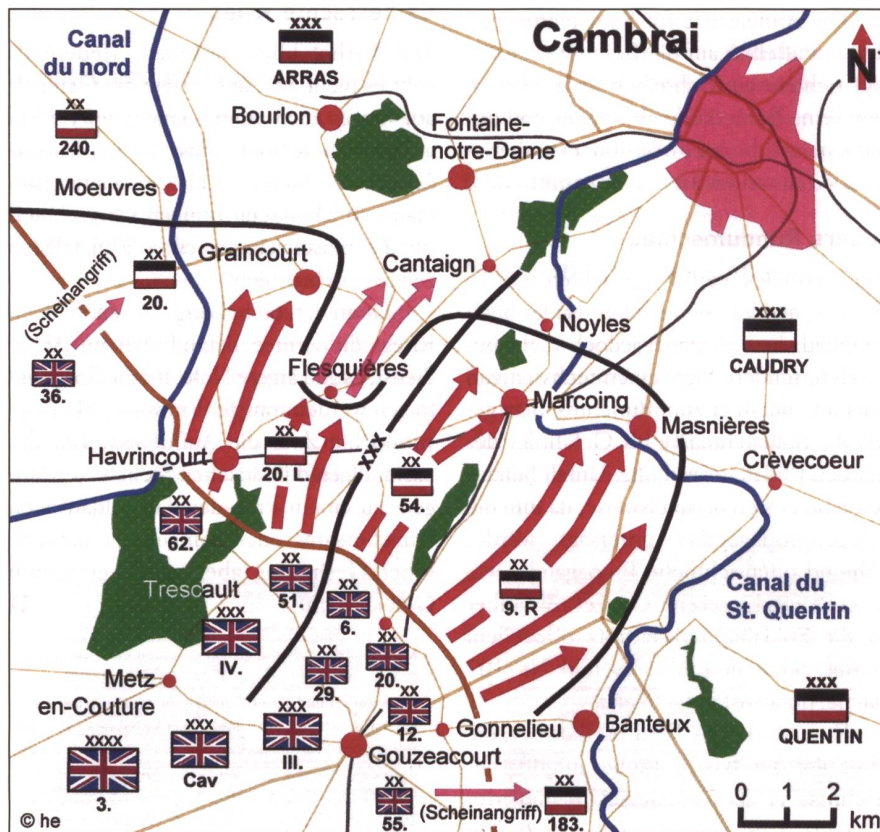 Canal
du nord
XXX
ARRAS
Cambrai
N
XX
240.
Bourlon
Fontaine-
notre-Dame
Moeuvres
Graincourt
Cantaign
(Scheinangriff)
XX
20.
XX
36.
Noyles
XXX
CAUDRY
Flesquières
Marcoing
Masnières
Havrincourt
XX
20. L.
XXX
XX
54.
Crèvecoeur
XX
62.
Trescault
XX
51.
XX
6.
XX
9. R
Canal du
St. Quentin
XXX
IV.
XX
29.
XX
20.
Metz
en-Couture
XX
12.
Gonnelieu
Banteux
XXX
QUENTIN
XXXX
3.
XXX
Cav
XXX
III.
Gouzeacourt
XX
55.
(Scheinangriff)
XX
183.
0 1 2
km
© he